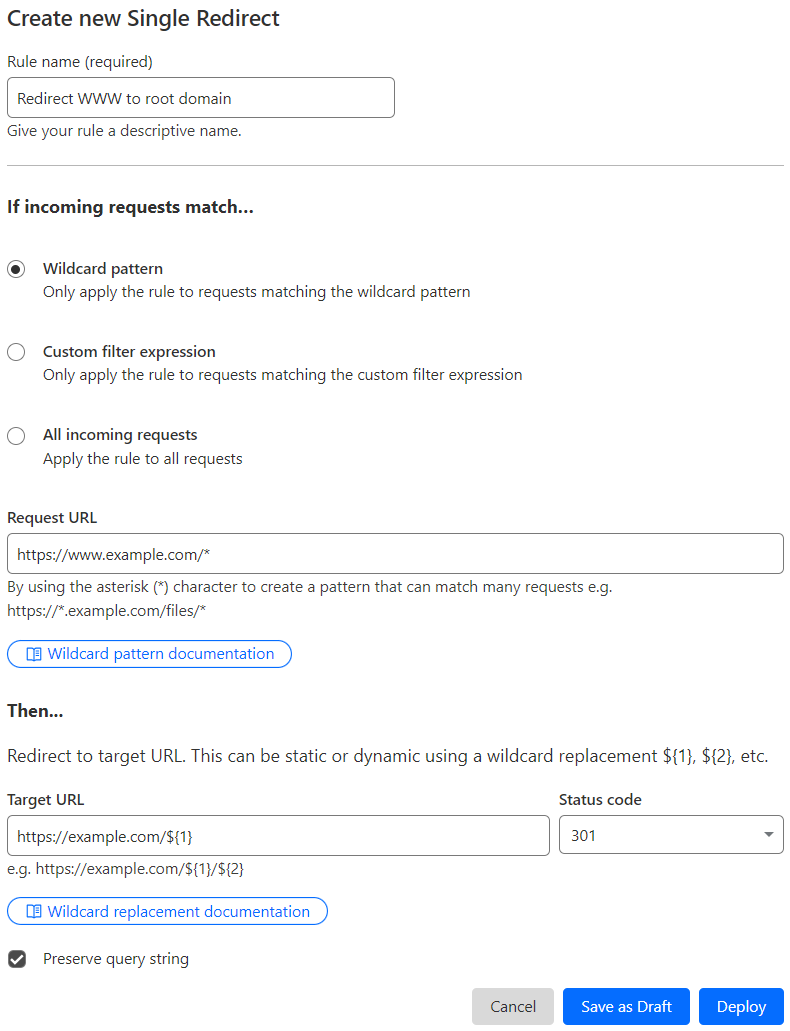 Create new Single Redirect
Rule name (required)
Redirect WWW to root domain
Give your rule a descriptive name.
If incoming requests match...
Wildcard pattern
Only apply the rule to requests matching the wildcard pattern
Custom filter expression
Only apply the rule to requests matching the custom filter expression
All incoming requests
Apply the rule to all requests
Request URL
https://www.example.com/*
By using the asterisk (*) character to create a pattern that can match many requests e.g.
https://*.example.com/files/*
Wildcard pattern documentation
Then...
Redirect to target URL. This can be static or dynamic using a wildcard replacement ${1}, ${2}, etc.
Target URL
Status code
https://example.com/${1}
301
e.g. https://example.com/${1}/${2}
Wildcard replacement documentation
Preserve query string
Cancel
Save as Draft
Deploy